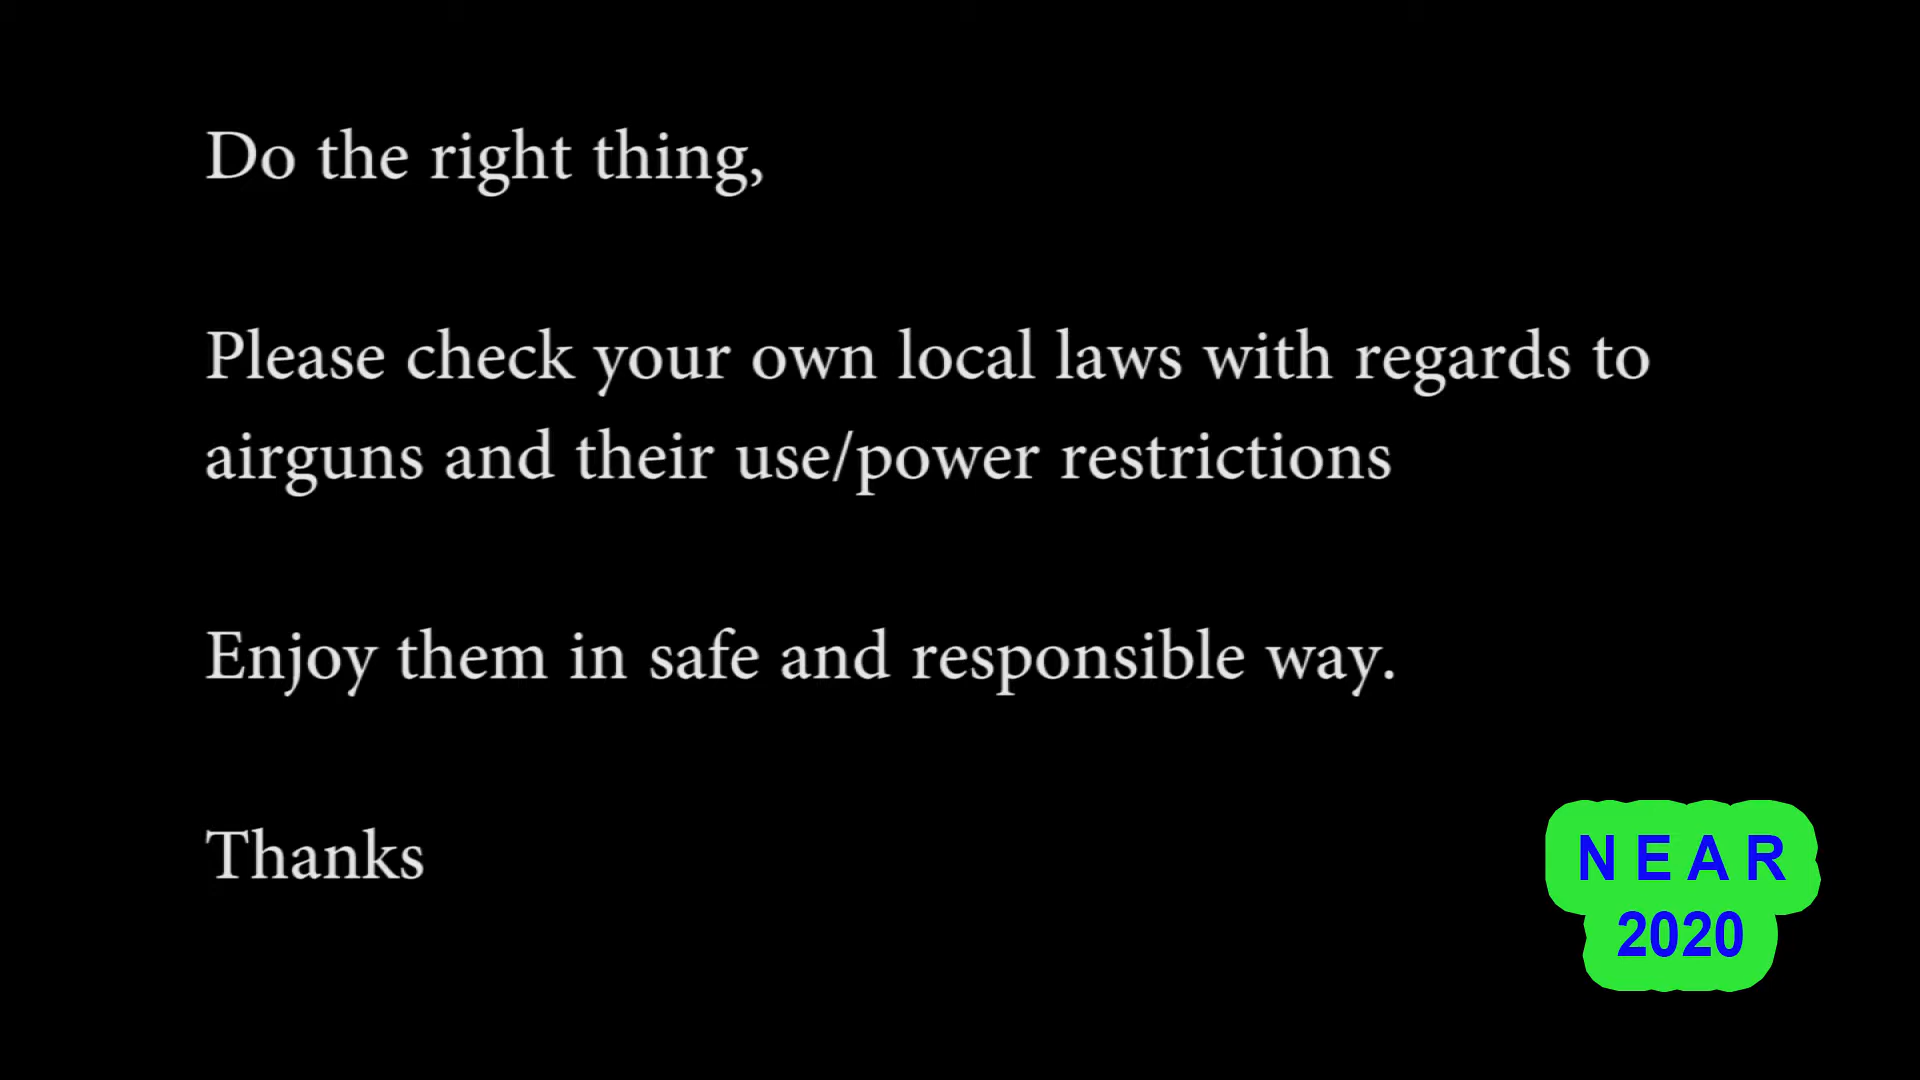 Do the right thing,
Please check your own local laws with regards to
airguns and their use/power restrictions
Enjoy them in safe and responsible way.
Thanks
N E A R
2020